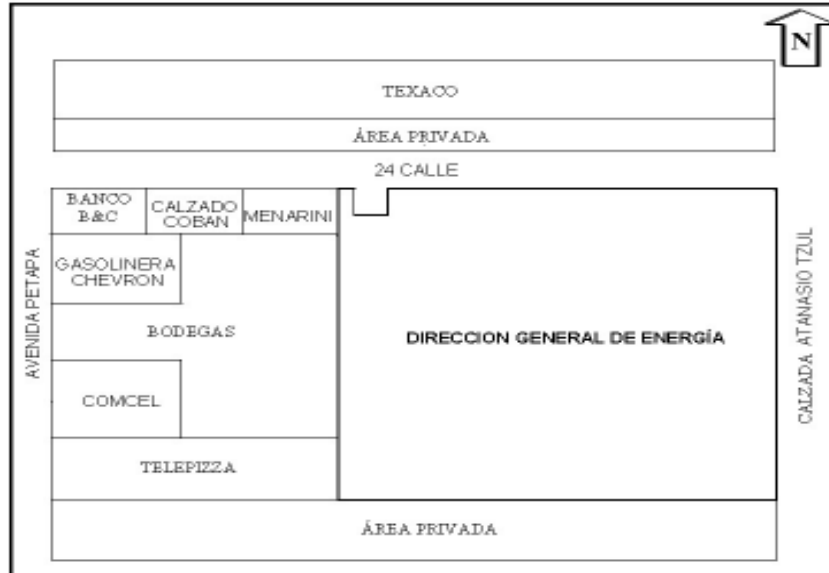 N
TEXACO
ÁREA PRIVADA
24 CALLE
BANCO
B&C
CALZADO
COBAN
MENARINI
GASOLINERA
CHEVRON
AVENIDA PETAPA
BODEGAS
DIRECCION GENERAL DE ENERGÍA
CALZADA ATANASIO TZUL
COMCEL
TELEPIZZA
ÁREA PRIVADA